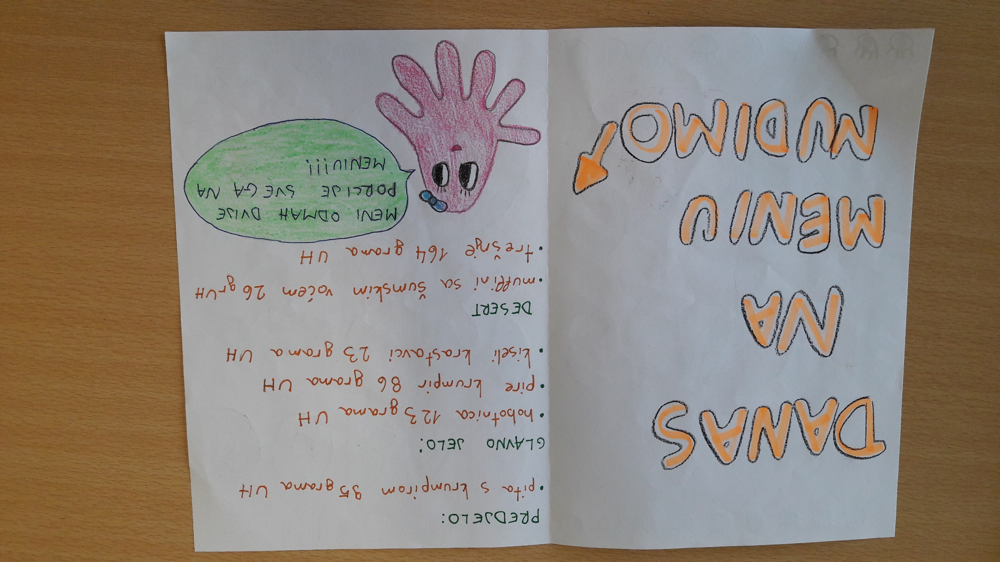 DANAS
NA
MENIU
NUDIMO
PREDJELO:
• pita s krumpirom 95 grama UH
GLAVNO JELO:
• hobotnica 123 grama UH
• pire krumpir 86 grama UH
• kiseli krastavci 23 grama UH
DESERT
• muffini sa šumskim voćem 26 gr UH
• trešnje 164 grama UH
MENI ODMAH DVIJE
PORCIJE SVEGA NA
MENIU!!!